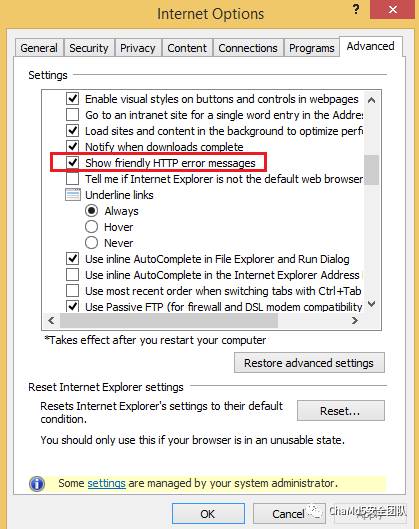 Internet Options
?
General
Security
Privacy
Content
Connections
Programs
Advanced
Settings
Enable visual styles on buttons and controls in webpages
Go to an intranet site for a single word entry in the Addres
Load sites and content in the background to optimize perf
Notify when downloads complete
Show friendly HTTP error messages
Tell me if Internet Explorer is not the default web browser
Underline links
Always
Hover
Never
Use inline AutoComplete in File Explorer and Run Dialog
Use inline AutoComplete in the Internet Explorer Address
Use most recent order when switching tabs with Ctrl+Tab
Use Passive FTP (for firewall and DSL modem compatibility
*Takes effect after you restart your computer
Restore advanced settings
Reset Internet Explorer settings
Resets Internet Explorer's settings to their default
condition.
Reset...
You should only use this if your browser is in an unusable state.
Some settings are managed by your system administrator.
OK
Cancel
Apply
ChaMd5安全团队